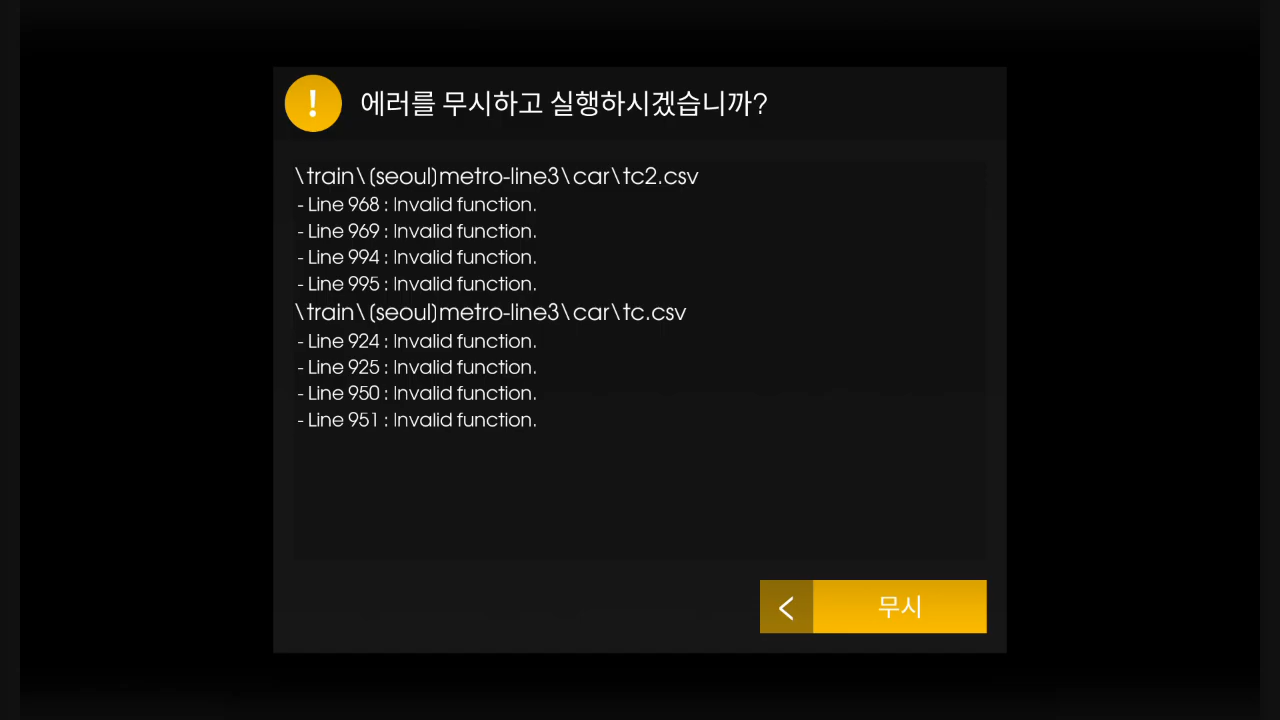 !
에러를 무시하고 실행하시겠습니까?
\train\(seoul)metro-line3\car\tc2.csv
- Line 968 : Invalid function.
- Line 969 : Invalid function.
- Line 994 : Invalid function.
- Line 995 : Invalid function.
\train\(seoul)metro-line3\car\tc.csv
- Line 924 : Invalid function.
- Line 925 : Invalid function.
- Line 950 : Invalid function.
- Line 951 : Invalid function.
< 무시